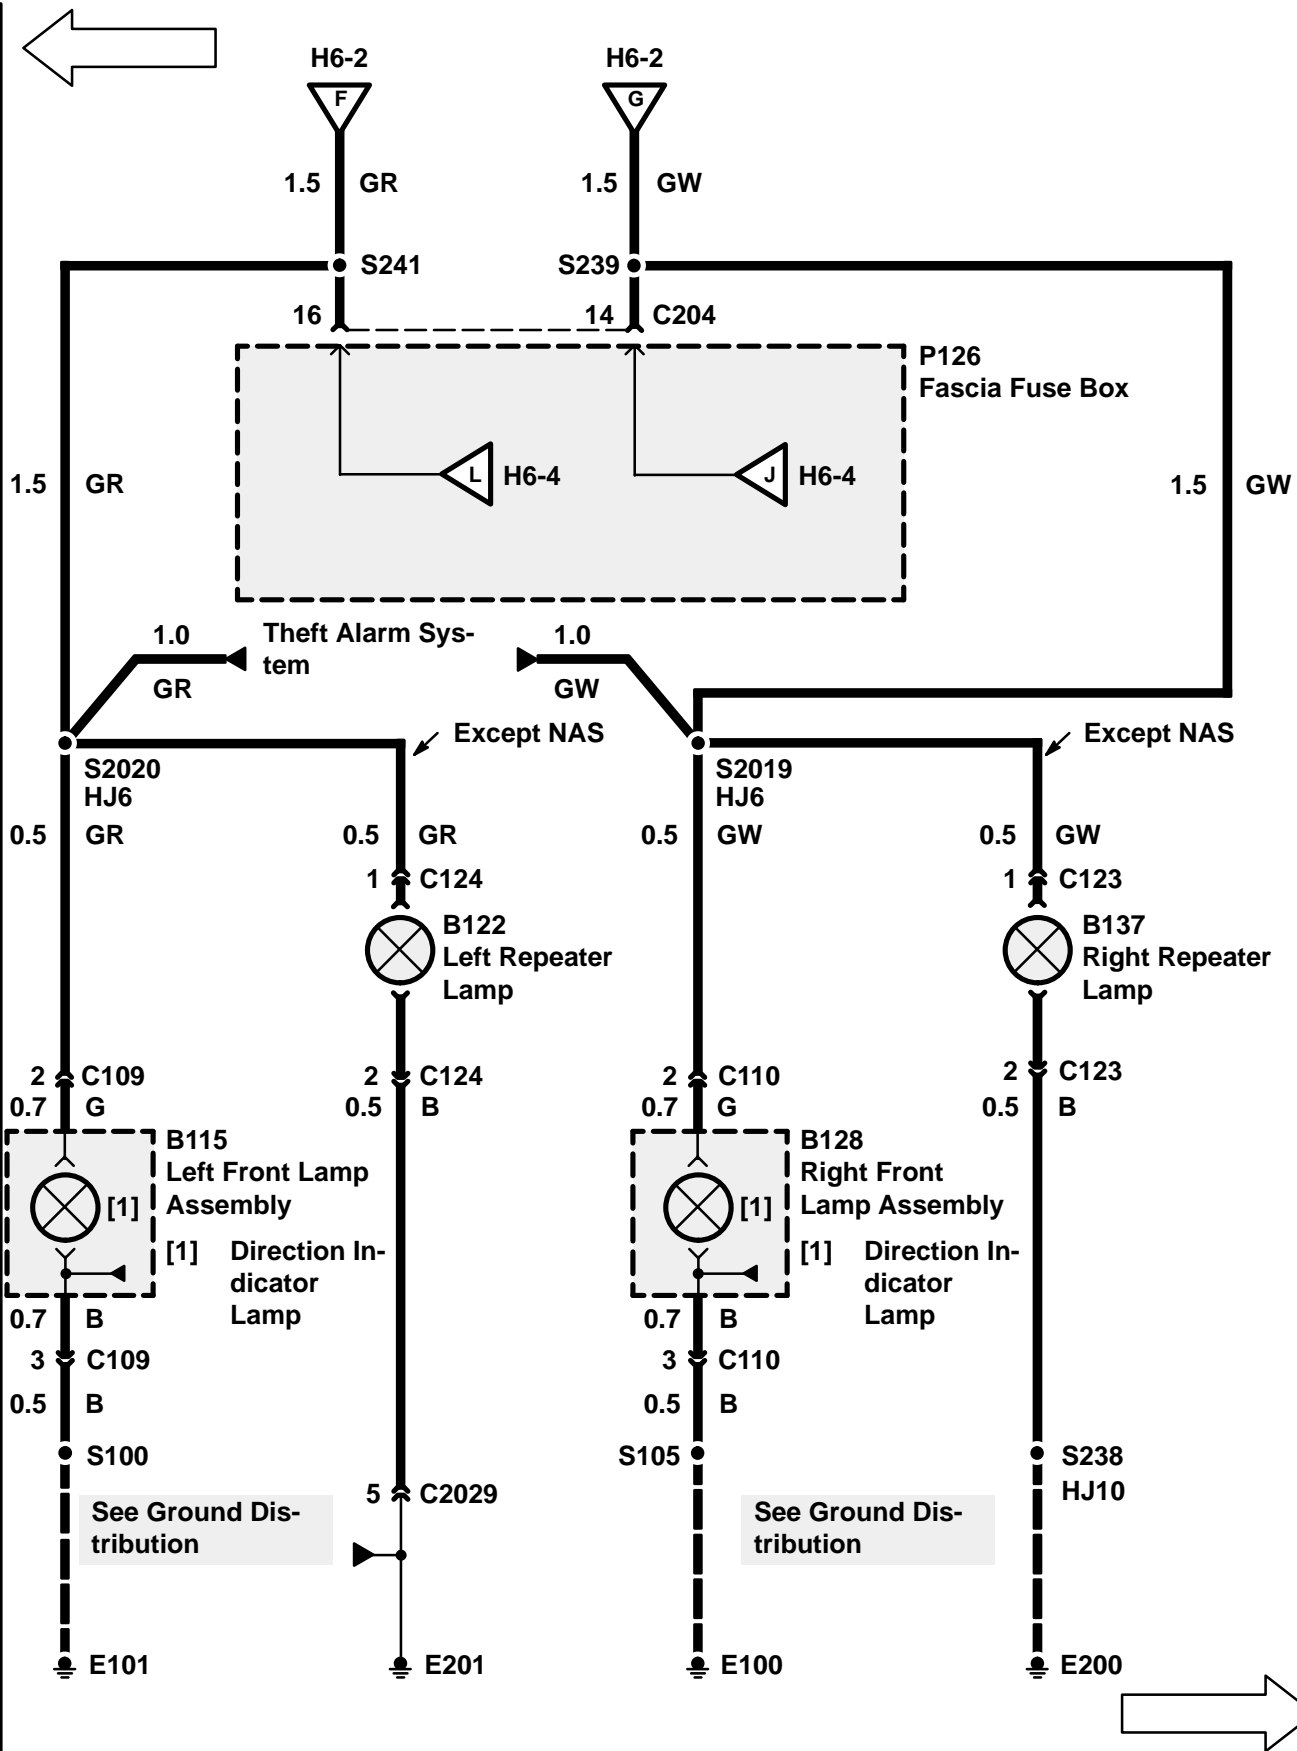 H6-2 H6-2
F G
1.5 GR 1.5 GW
S241 S239
16 14 C204
P126
Fascia Fuse Box
L H6-4 J H6-4
1.5 GR 1.5 GW
1.0 Theft Alarm Sys-
tem 1.0
GR GW
Except NAS Except NAS
S2020
HJ6
S2019
HJ6
0.5 GR 0.5 GR 0.5 GW 0.5 GW
1 C124 1 C123
B122
Left Repeater
Lamp
B137
Right Repeater
Lamp
2 C109 2 C124 2 C110 2 C123
0.7 G 0.5 B 0.7 G 0.5 B
B115
Left Front Lamp
Assembly
[1]
[1] Direction In-
dicator
Lamp
B128
Right Front
Lamp Assembly
[1]
[1] Direction In-
dicator
Lamp
0.7 B 0.7 B
3 C109 3 C110
0.5 B 0.5 B
S100 S105 S238
HJ10
5 C2029
See Ground Dis-
tribution
See Ground Dis-
tribution
E101 E201 E100 E200